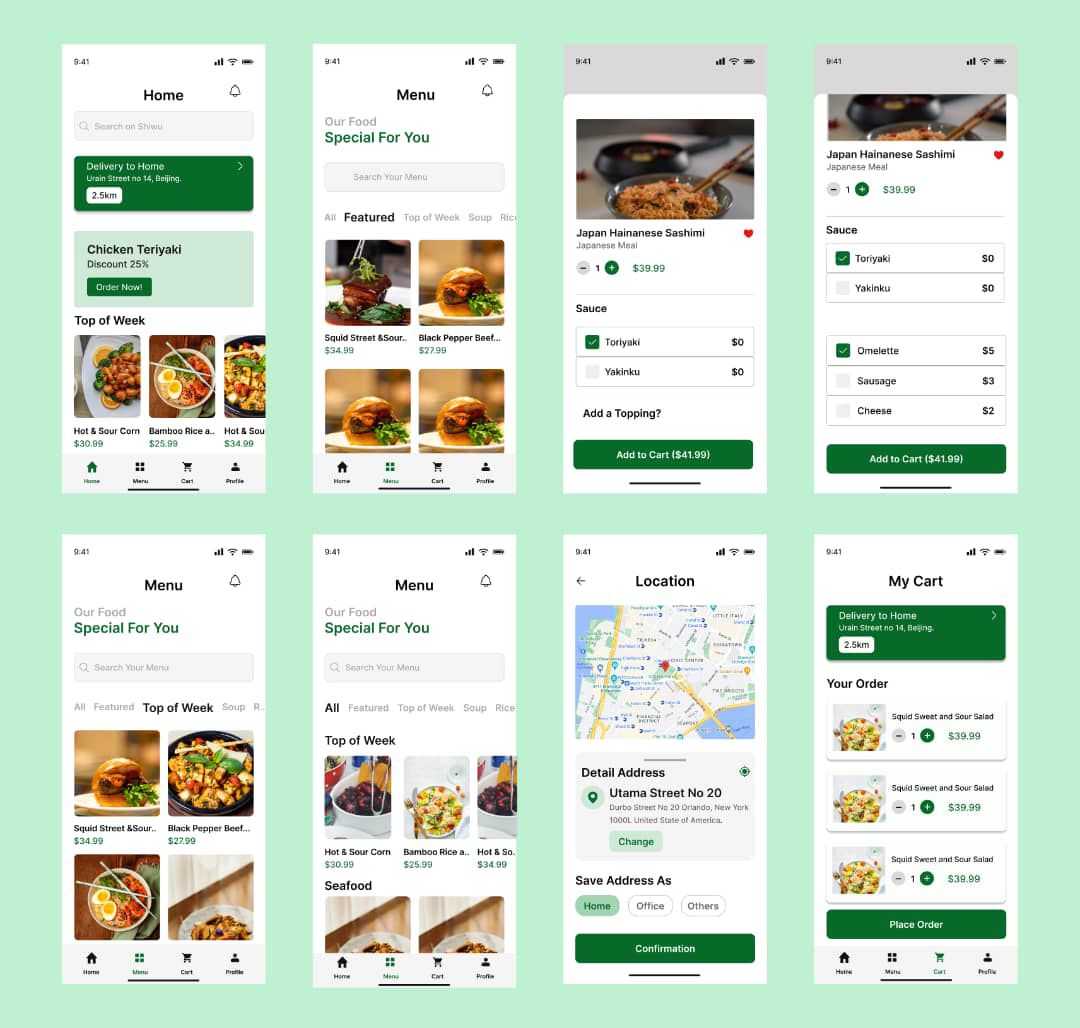 9:41
Home
Search on Shiwu
Delivery to Home
Urain Street no 14, Beijing.
2.5km
Chicken Teriyaki
Discount 25%
Order Now!
Top of Week
Hot & Sour Corn
$30.99
Bamboo Rice a..
$25.99
Hot & Sou
$34.99
Home
Menu
Cart
Profile
9:41
Menu
Our Food
Special For You
Search Your Menu
All Featured Top of Week Soup Rice
Squid Street &Sour..
$34.99
Black Pepper Beef...
$27.99
Home
Menu
Cart
Profile
9:41
Japan Hainanese Sashimi
Japanese Meal
1 $39.99
Sauce
Toriyaki $0
Yakinku $0
Add a Topping?
Add to Cart ($41.99)
9:41
Japan Hainanese Sashimi
Japanese Meal
1 $39.99
Sauce
Toriyaki $0
Yakinku $0
Omelette $5
Sausage $3
Cheese $2
Add to Cart ($41.99)
9:41
Menu
Our Food
Special For You
Search Your Menu
All Featured Top of Week Soup R..
Squid Street &Sour..
$34.99
Black Pepper Beef...
$27.99
Home
Menu
Cart
Profile
9:41
Menu
Our Food
Special For You
Search Your Menu
All Featured Top of Week Soup Rice
Top of Week
Hot & Sour Corn
$30.99
Bamboo Rice a..
$25.99
Hot & So.
$34.99
Seafood
Home
Menu
Cart
Profile
9:41
Location
LITTLE ITALY
TRIBECA
CHINATOWN
CIVIC CENTER
TWO BRIDGES
FINANCIAL
DISTRICT
SEAPORT
Detail Address
Utama Street No 20
Durbo Street No 20 Orlando, New York
1000L United State of America.
Change
Save Address As
Home
Office
Others
Confirmation
9:41
My Cart
Delivery to Home
Urain Street no 14, Beijing.
2.5km
Your Order
Squid Sweet and Sour Salad
1 $39.99
Squid Sweet and Sour Salad
1 $39.99
Squid Sweet and Sour Salad
1 $39.99
Place Order
Home
Menu
Cart
Profile